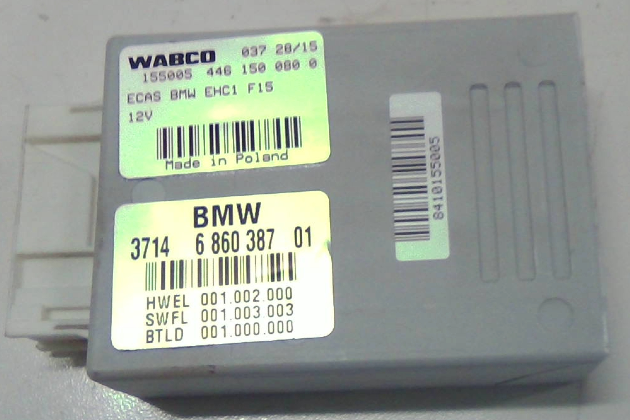 WABCO 037 28/15
155005 446 150 080 0
ECAS BMW EHC1 F15
12V
Made in Poland
BMW
3714 6 860 387 01
HWEL 001.002.000
SWFL 001.003.003
BTLD 001.000.000
8410155005